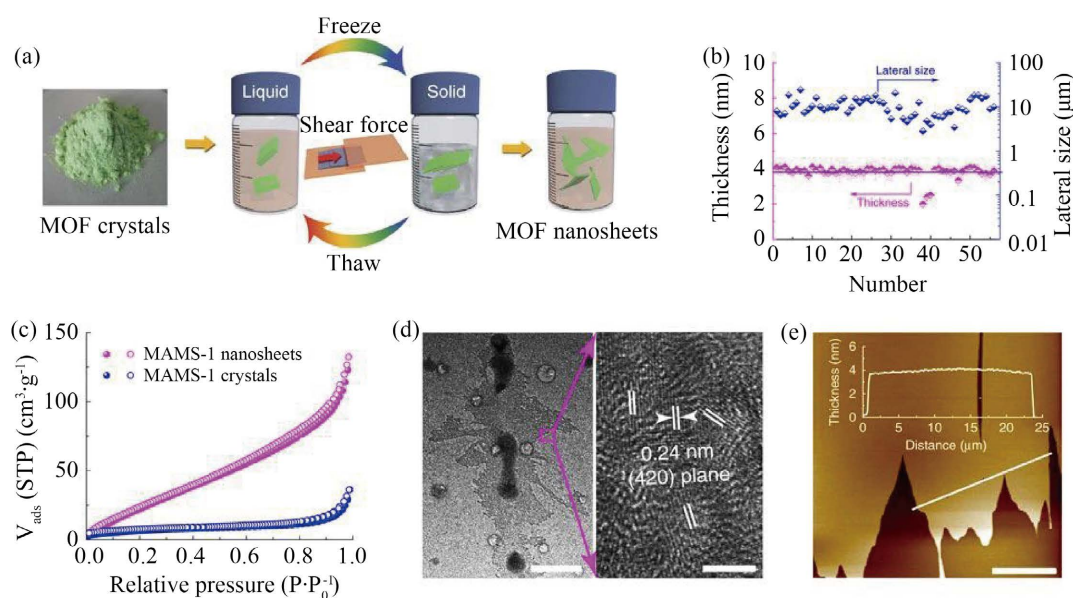 (a)
Freeze
Liquid
Solid
Shear force
MOF crystals
MOF nanosheets
Thaw
(b)
10
8
6
4
2
0
Thickness (nm)
Lateral size
Thickness
100
10
1
0.1
0.01
Lateral size (μm)
0 10 20 30 40 50
Number
(c)
150
100
50
0
V_ads (STP) (cm³·g⁻¹)
MAMS-1 nanosheets
MAMS-1 crystals
0.0 0.2 0.4 0.6 0.8 1.0
Relative pressure (P·P₀⁻¹)
(d)
0.24 nm
(420) plane
(e)
6
4
2
0
Thickness (nm)
0 5 10 15 20 25
Distance (μm)